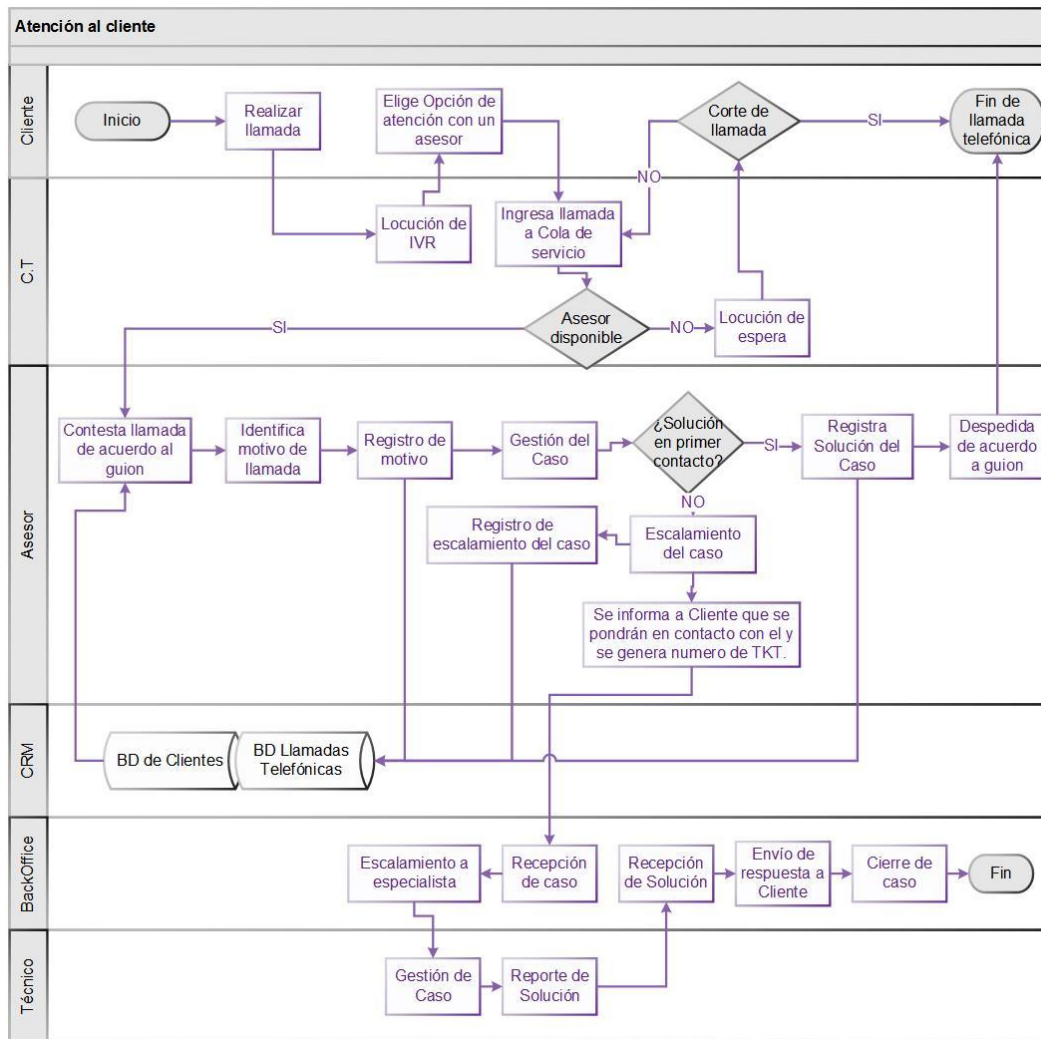 Atención al cliente
Cliente
Inicio
Realizar
llamada
Elige Opción de
atención con un
asesor
Corte de
llamada
SI
Fin de
llamada
telefónica
NO
C.T
Locución de
IVR
Ingresa llamada
a Cola de
servicio
SI
Asesor
disponible
NO
Locución de
espera
Asesor
Contesta llamada
de acuerdo al
guion
Identifica
motivo de
llamada
Registro de
motivo
Gestión del
Caso
¿Solución
en primer
contacto?
SI
Registra
Solución del
Caso
Despedida
de acuerdo
a guion
NO
Registro de
escalamiento del caso
Escalamiento
del caso
Se informa a Cliente que se
pondrán en contacto con el y
se genera numero de TKT.
CRM
BD de Clientes
BD Llamadas
Telefónicas
BackOffice
Escalamiento a
especialista
Recepción
de caso
Recepción
de Solución
Envío de
respuesta a
Cliente
Cierre de
caso
Fin
Técnico
Gestión de
Caso
Reporte de
Solución